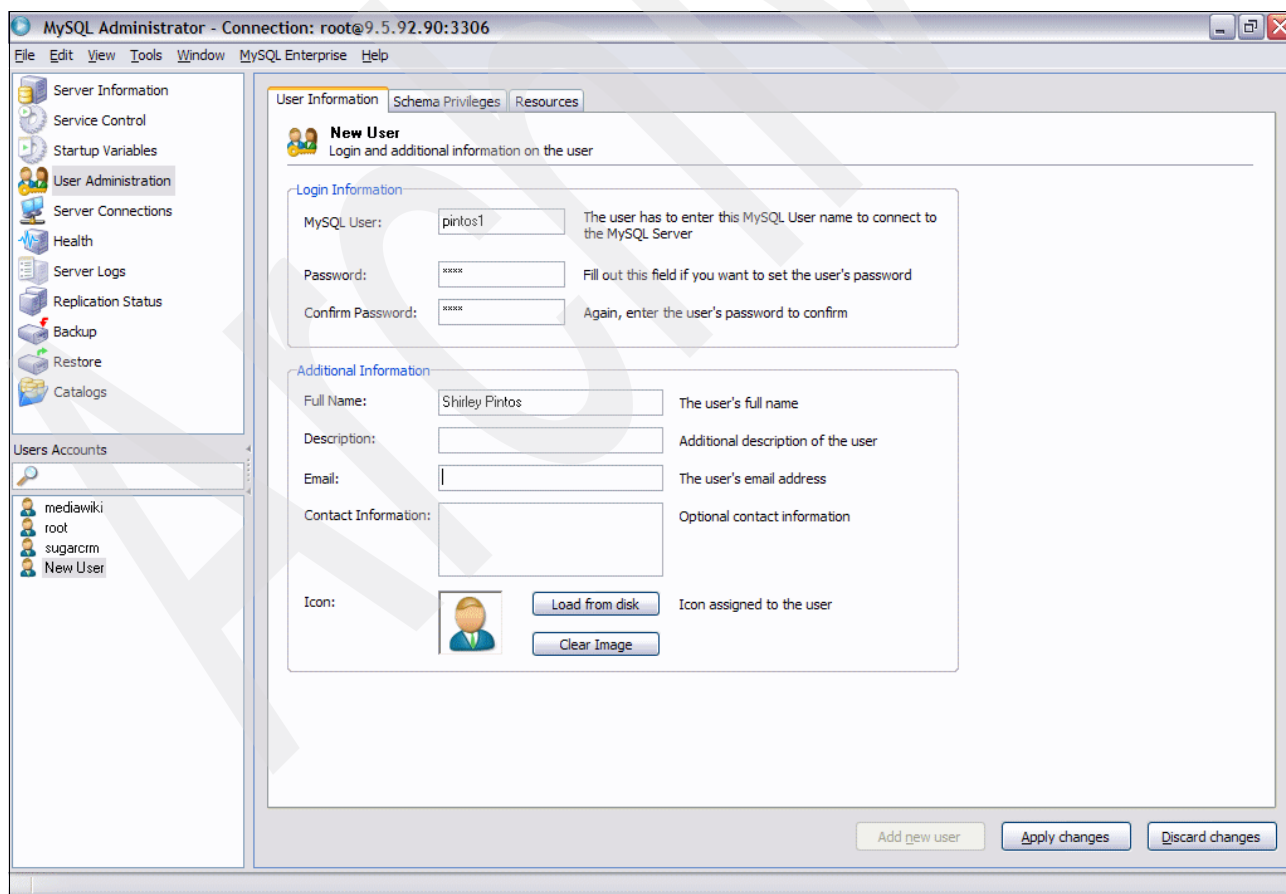 MySQL Administrator - Connection: root@9.5.92.90:3306
File Edit View Tools Window MySQL Enterprise Help
Server Information
Service Control
Startup Variables
User Administration
Server Connections
Health
Server Logs
Replication Status
Backup
Restore
Catalogs
Users Accounts
mediawiki
root
sugarcrm
New User
User Information Schema Privileges Resources
New User
Login and additional information on the user
Login Information
MySQL User: pintos1 The user has to enter this MySQL User name to connect to
the MySQL Server
Password: **** Fill out this field if you want to set the user's password
Confirm Password: **** Again, enter the user's password to confirm
Additional Information
Full Name: Shirley Pintos The user's full name
Description: Additional description of the user
Email: The user's email address
Contact Information: Optional contact information
Icon: Load from disk Icon assigned to the user
Clear Image
Add new user Apply changes Discard changes